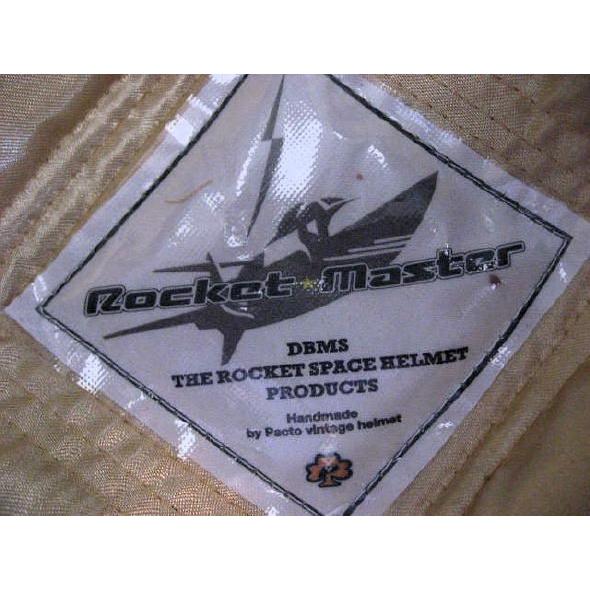 Rocket Master
DBMS
THE ROCKET SPACE HELMET
PRODUCTS
Handmade
by Pacto vintage helmet